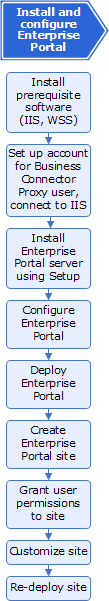 Install and
configure
Enterprise
Portal
Install
prerequisite
software
(IIS, WSS)
Set up account
for Business
Connector
Proxy user,
connect to IIS
Install
Enterprise
Portal server
using Setup
Configure
Enterprise
Portal
Deploy
Enterprise
Portal
Create
Enterprise
Portal site
Grant user
permissions
to site
Customize site
Re-deploy site